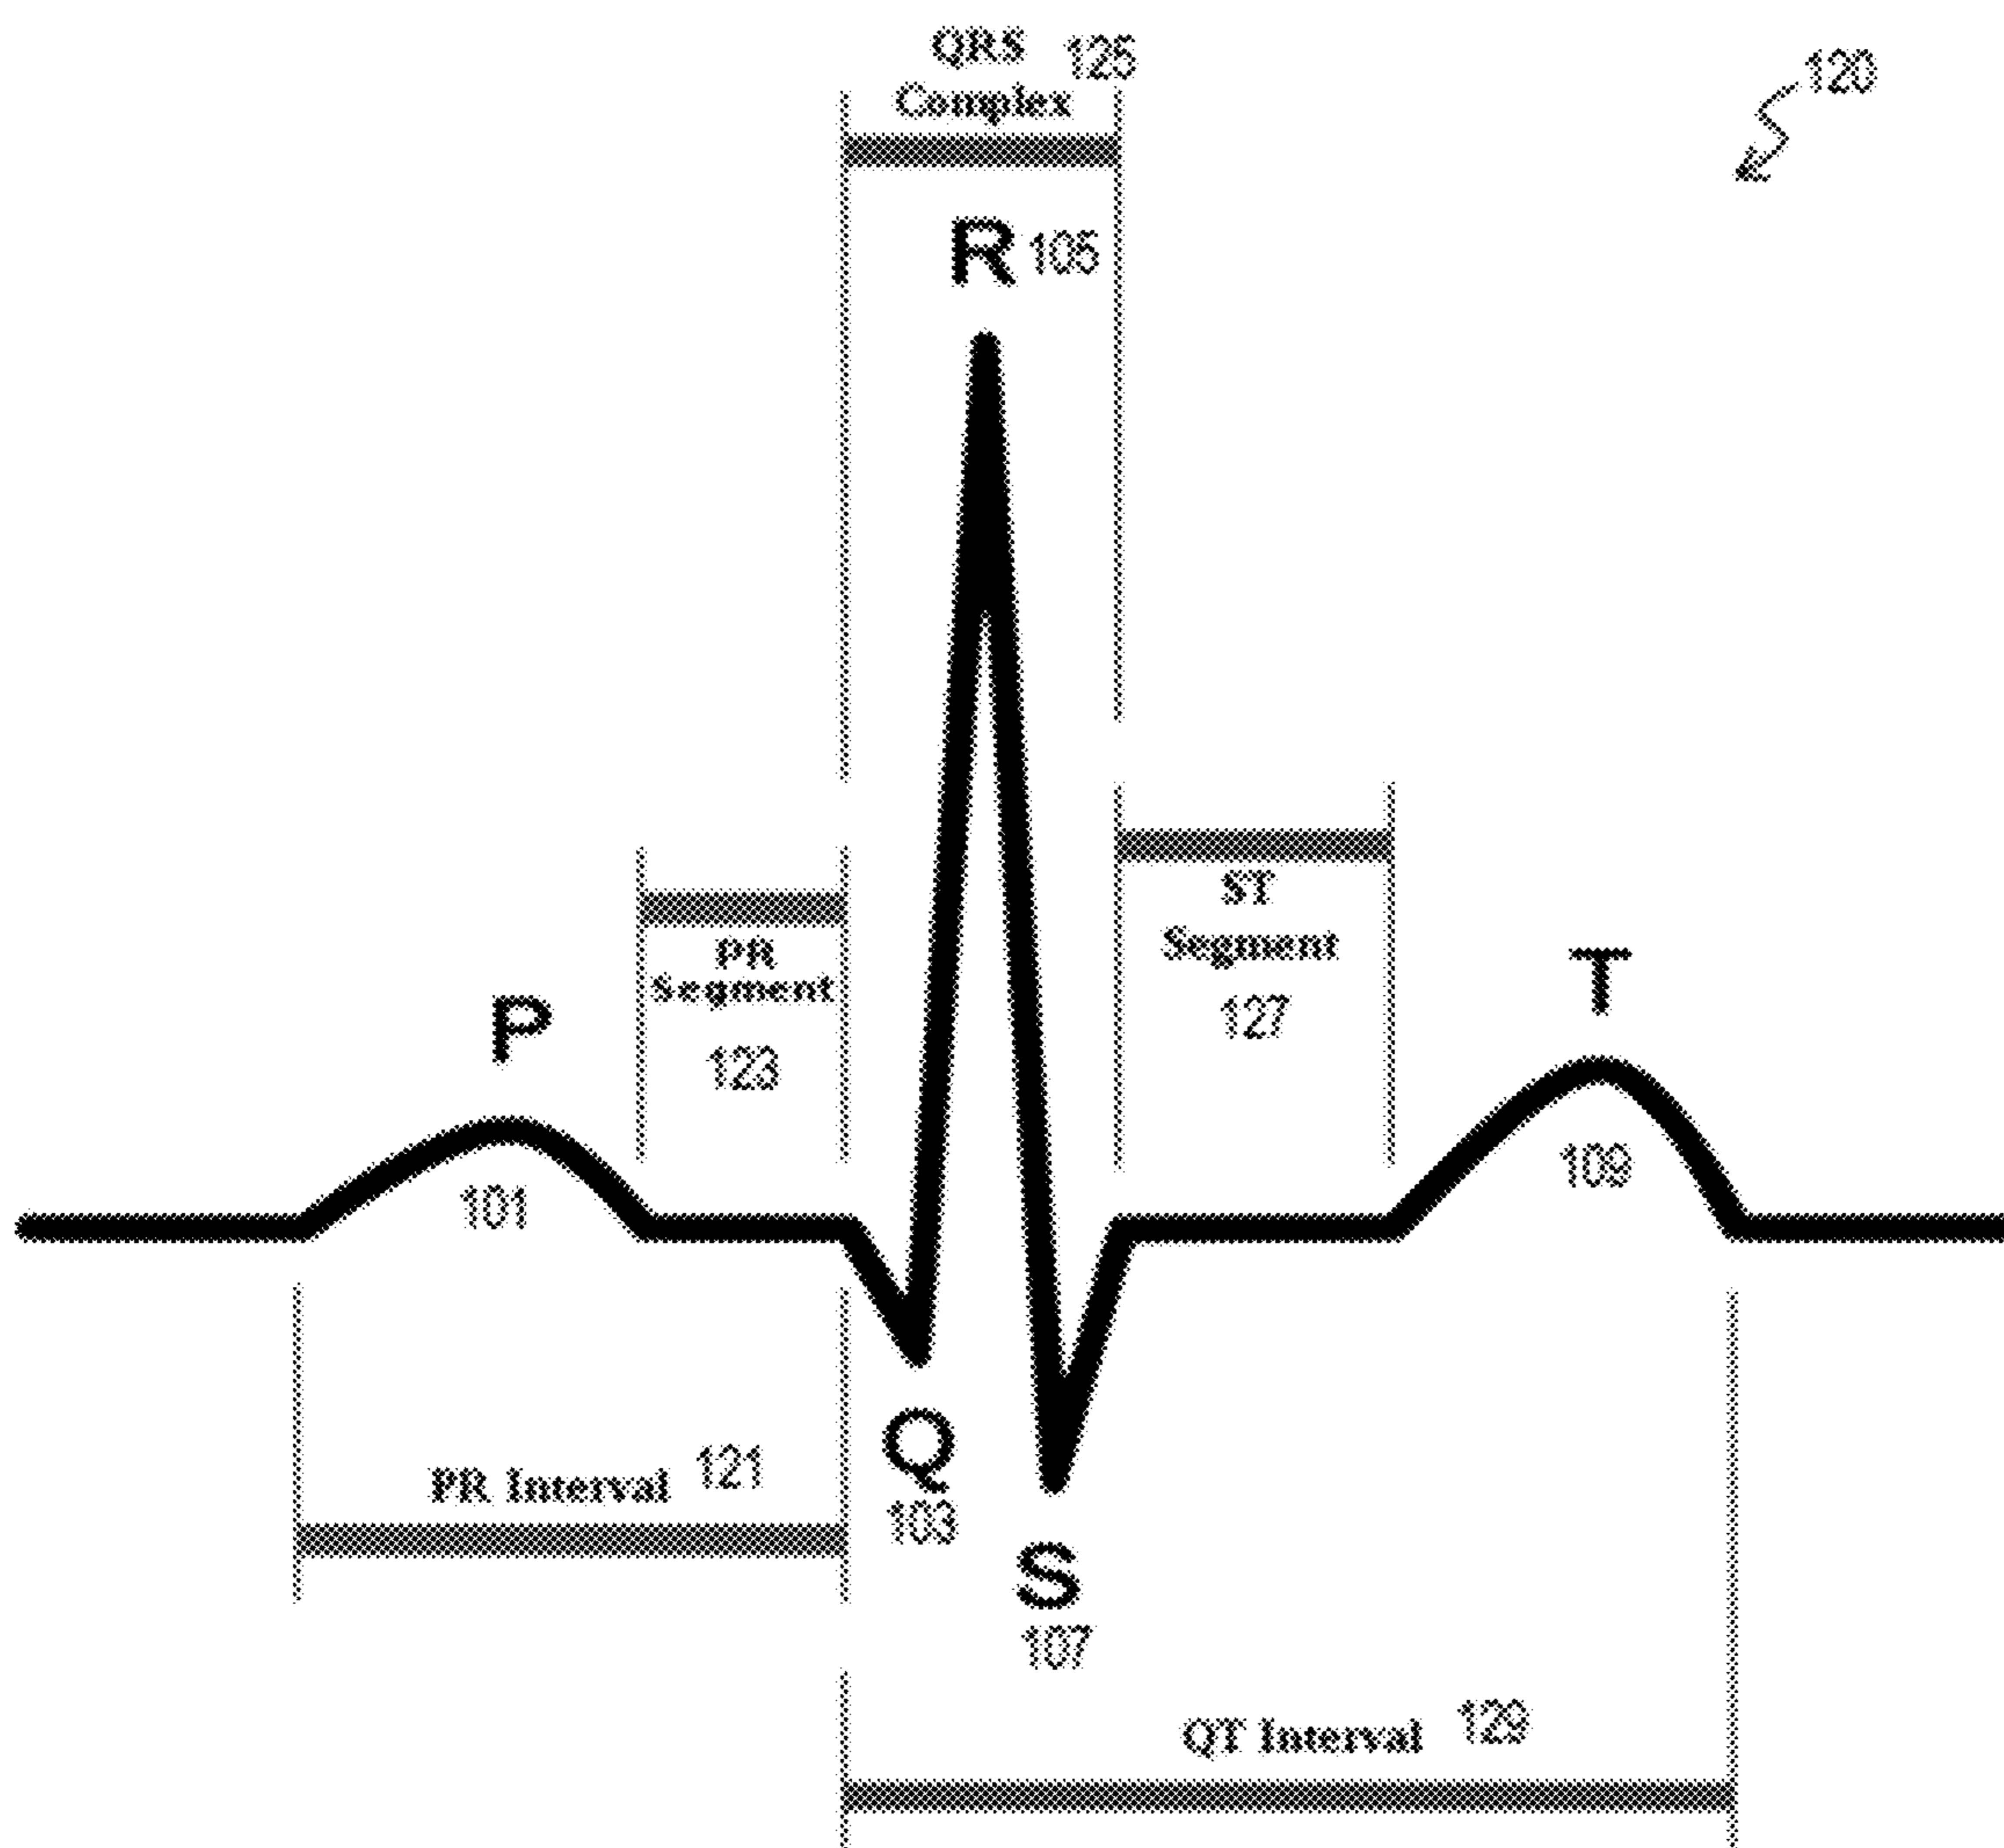 QRS 125
Complex
120
R 105
ST
Segment
127
PR
Segment
123
P
T
101
109
Q
103
PR Interval 121
S
107
QT Interval 129